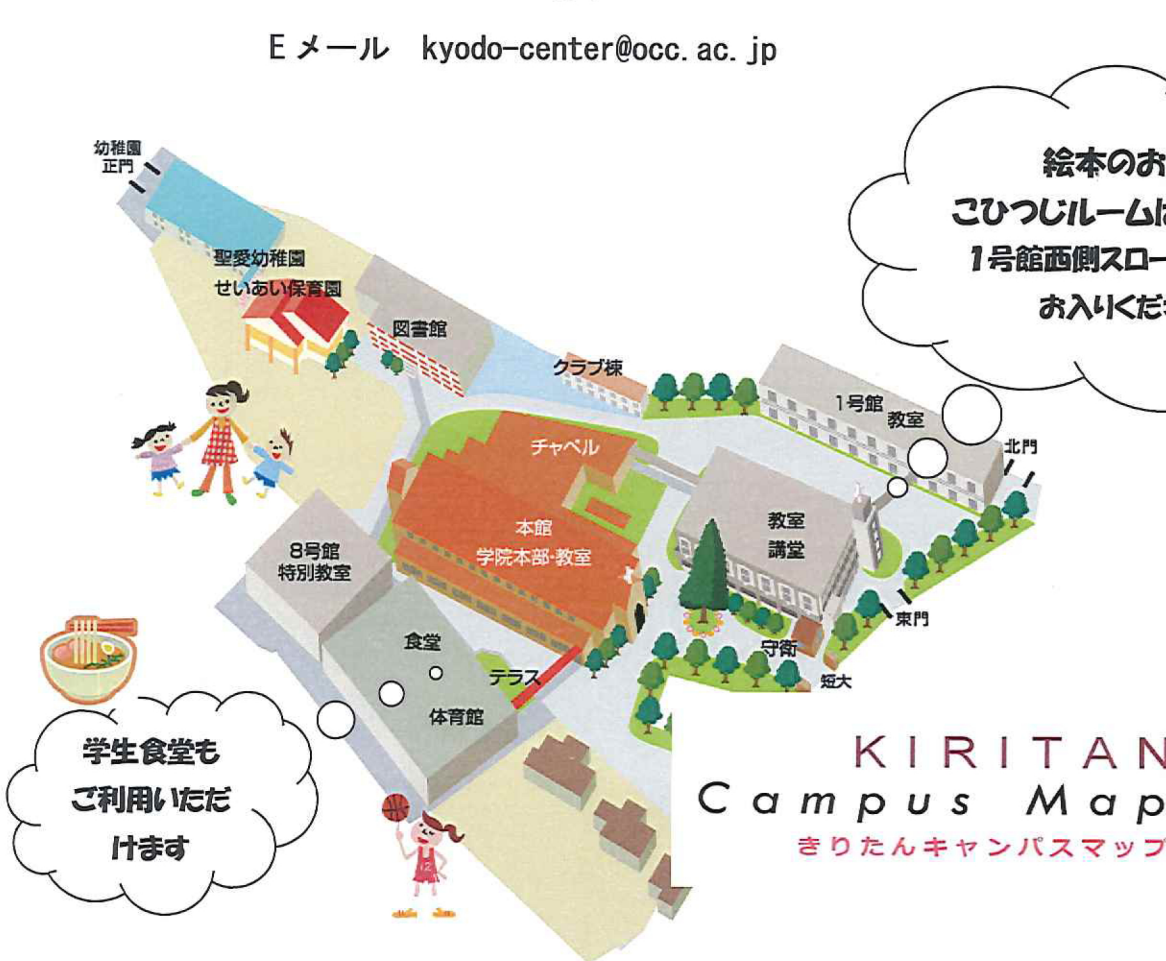 Eメール kyodo-center@occ.ac.jp
幼稚園
正門
絵本のお
こひつじルームは
1号館西側スロー
お入りくだ
聖愛幼稚園
せいあい保育園
図書館
クラブ棟
1号館
教室
北門
チャペル
本館
学院本部・教室
教室
講堂
8号館
特別教室
東門
食堂
守衛
テラス
短大
体育館
学生食堂も
ご利用いただ
けます
12
KIRITAN
Campus Map
きりたんキャンパスマップ